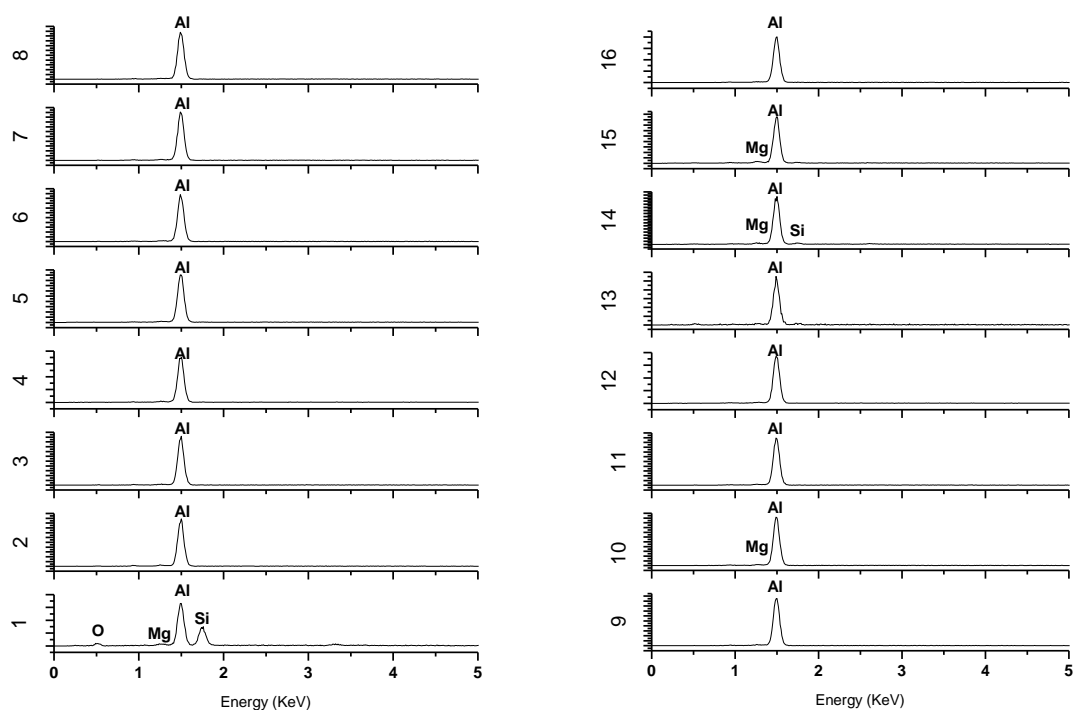 Al
8
Al
7
Al
6
Al
5
Al
4
Al
3
Al
2
Al
O Mg Si
1
0 1 2 3 4 5
Energy (KeV)
Al
16
Al
Mg
15
Al
Mg Si
14
Al
13
Al
12
Al
11
Al
Mg
10
Al
9
0 1 2 3 4 5
Energy (KeV)